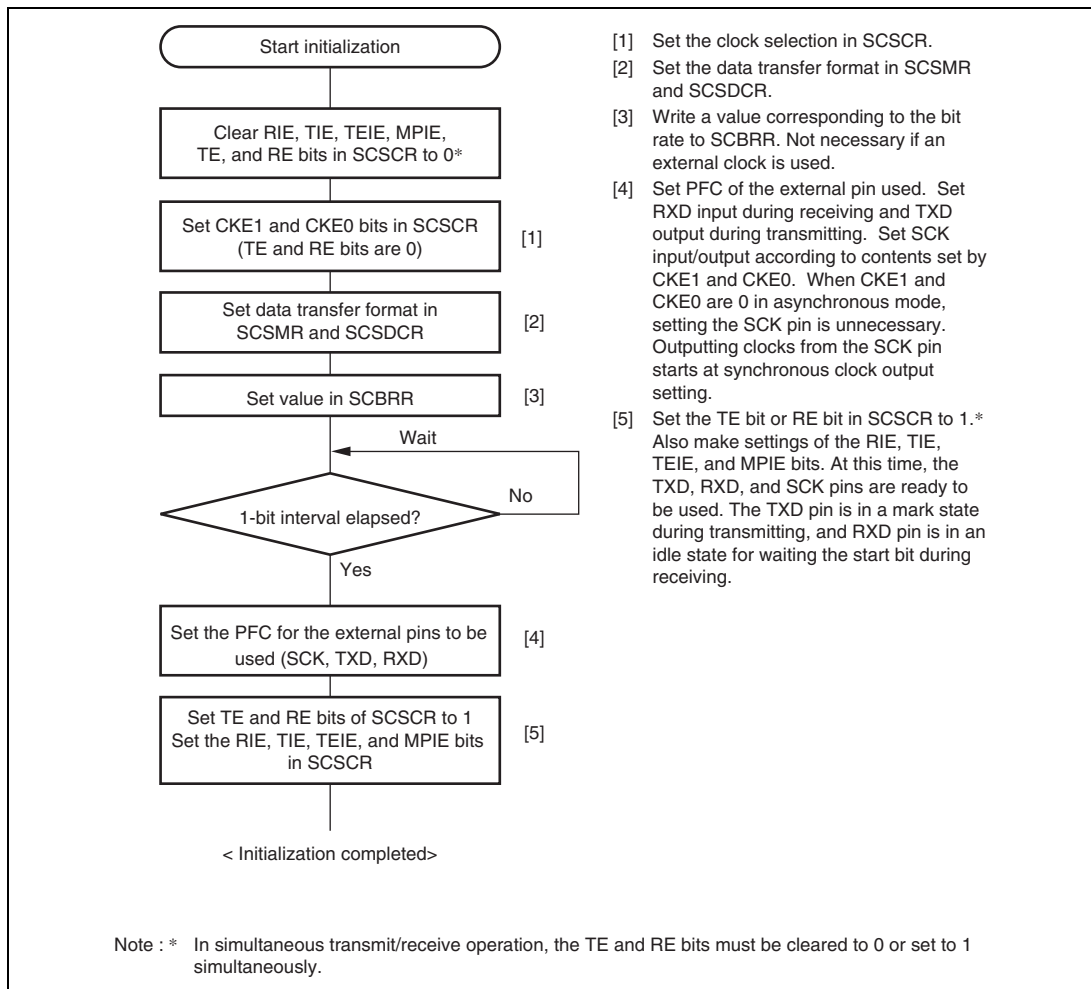 Start initialization
Clear RIE, TIE, TEIE, MPIE,
TE, and RE bits in SCSCR to 0*
Set CKE1 and CKE0 bits in SCSCR
(TE and RE bits are 0)
[1]
Set data transfer format in
SCSMR and SCSDCR
[2]
Set value in SCBRR
[3]
Wait
No
1-bit interval elapsed?
Yes
Set the PFC for the external pins to be
used (SCK, TXD, RXD)
[4]
Set TE and RE bits of SCSCR to 1
Set the RIE, TIE, TEIE, and MPIE bits
in SCSCR
[5]
< Initialization completed>
[1] Set the clock selection in SCSCR.
[2] Set the data transfer format in SCSMR
and SCSDCR.
[3] Write a value corresponding to the bit
rate to SCBRR. Not necessary if an
external clock is used.
[4] Set PFC of the external pin used. Set
RXD input during receiving and TXD
output during transmitting. Set SCK
input/output according to contents set by
CKE1 and CKE0. When CKE1 and
CKE0 are 0 in asynchronous mode,
setting the SCK pin is unnecessary.
Outputting clocks from the SCK pin
starts at synchronous clock output
setting.
[5] Set the TE bit or RE bit in SCSCR to 1.*
Also make settings of the RIE, TIE,
TEIE, and MPIE bits. At this time, the
TXD, RXD, and SCK pins are ready to
be used. The TXD pin is in a mark state
during transmitting, and RXD pin is in an
idle state for waiting the start bit during
receiving.
Note : * In simultaneous transmit/receive operation, the TE and RE bits must be cleared to 0 or set to 1
simultaneously.